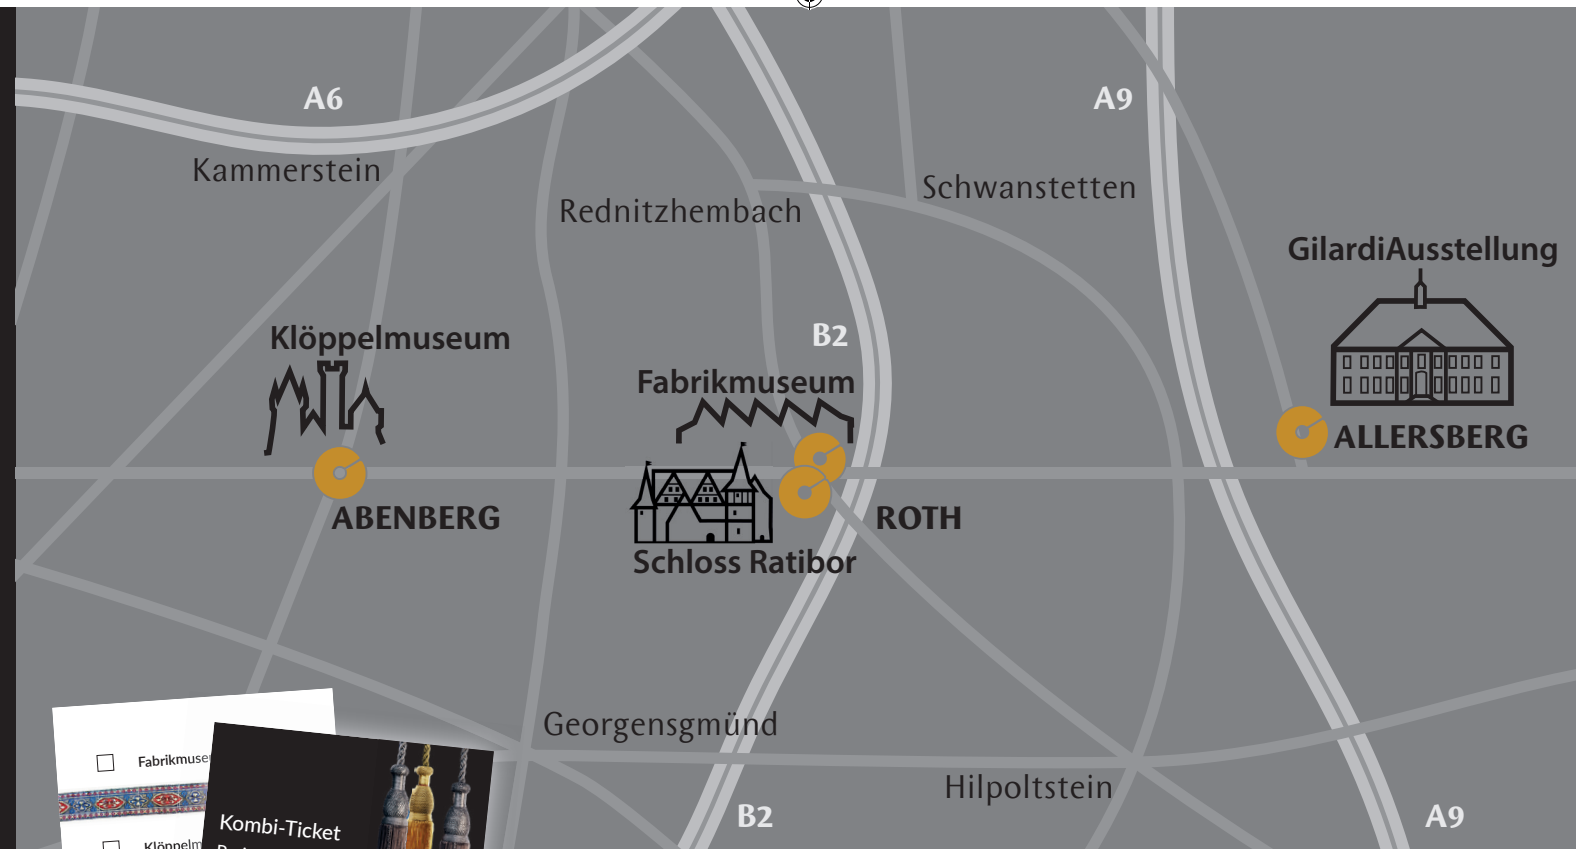 A6
A9
Kammerstein
Schwanstetten
Rednitzhembach
GilardiAusstellung
Klöppelmuseum
B2
Fabrikmuseum
ALLERSBERG
ABENBERG
ROTH
Schloss Ratibor
Georgensgmünd
Hilpoltstein
B2
A9
Kombi-Ticket